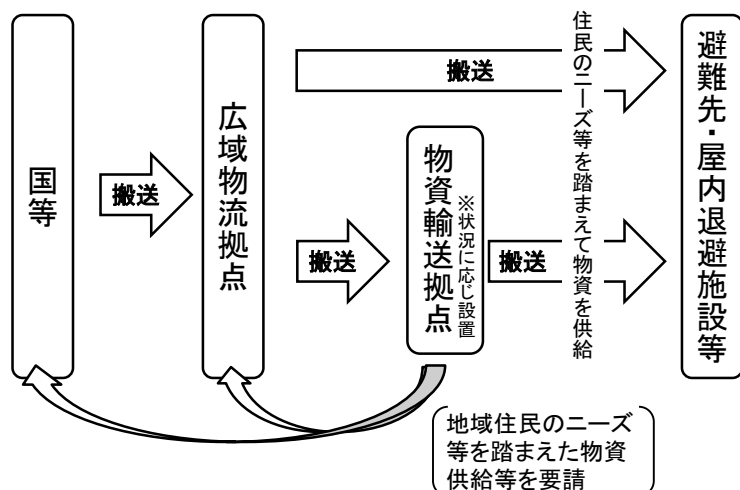 国等
搬送
広域物流拠点
搬送
搬送
物資輸送拠点
※状況に応じ設置
搬送
住民のニーズ等を踏まえて物資を供給
避難先・屋内退避施設等
地域住民のニーズ
等を踏まえた物資
供給等を要請